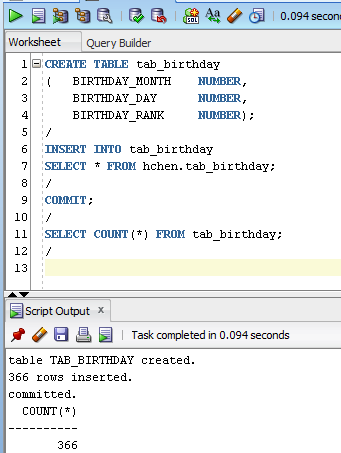 0.094 seconds
Worksheet Query Builder
1 CREATE TABLE tab_birthday
2 ( BIRTHDAY_MONTH NUMBER,
3 BIRTHDAY_DAY NUMBER,
4 BIRTHDAY_RANK NUMBER);
5 /
6 INSERT INTO tab_birthday
7 SELECT * FROM hchen.tab_birthday;
8 /
9 COMMIT;
10 /
11 SELECT COUNT(*) FROM tab_birthday;
12 /
13
Script Output x
Task completed in 0.094 seconds
table TAB_BIRTHDAY created.
366 rows inserted.
committed.
COUNT(*)
----------
366